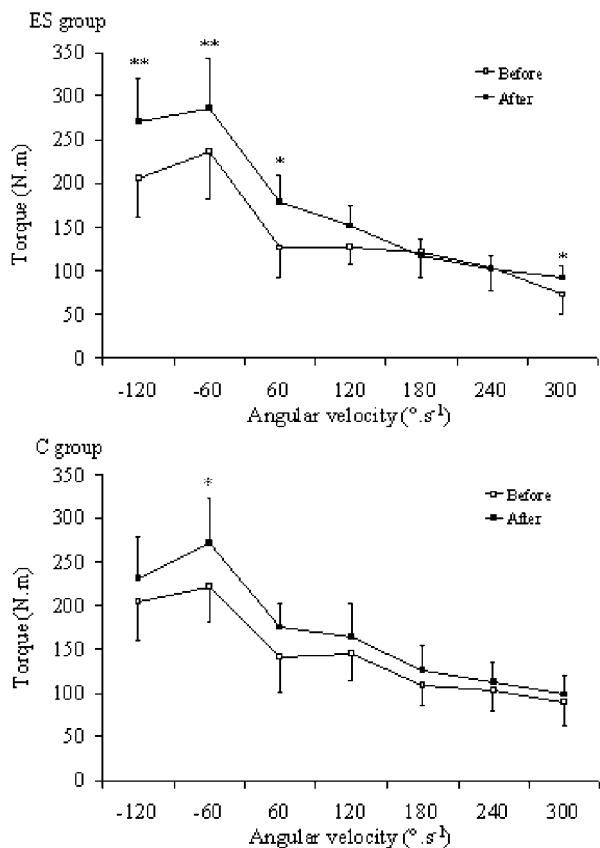 ES group
350
300
250
200
150
100
50
0
Torque (N.m)
** ** * *
Before
After
-120 -60 60 120 180 240 300
Angular velocity (°.s-1)
C group
350
300
250
200
150
100
50
0
Torque (N.m)
*
Before
After
-120 -60 60 120 180 240 300
Angular velocity (°.s-1)